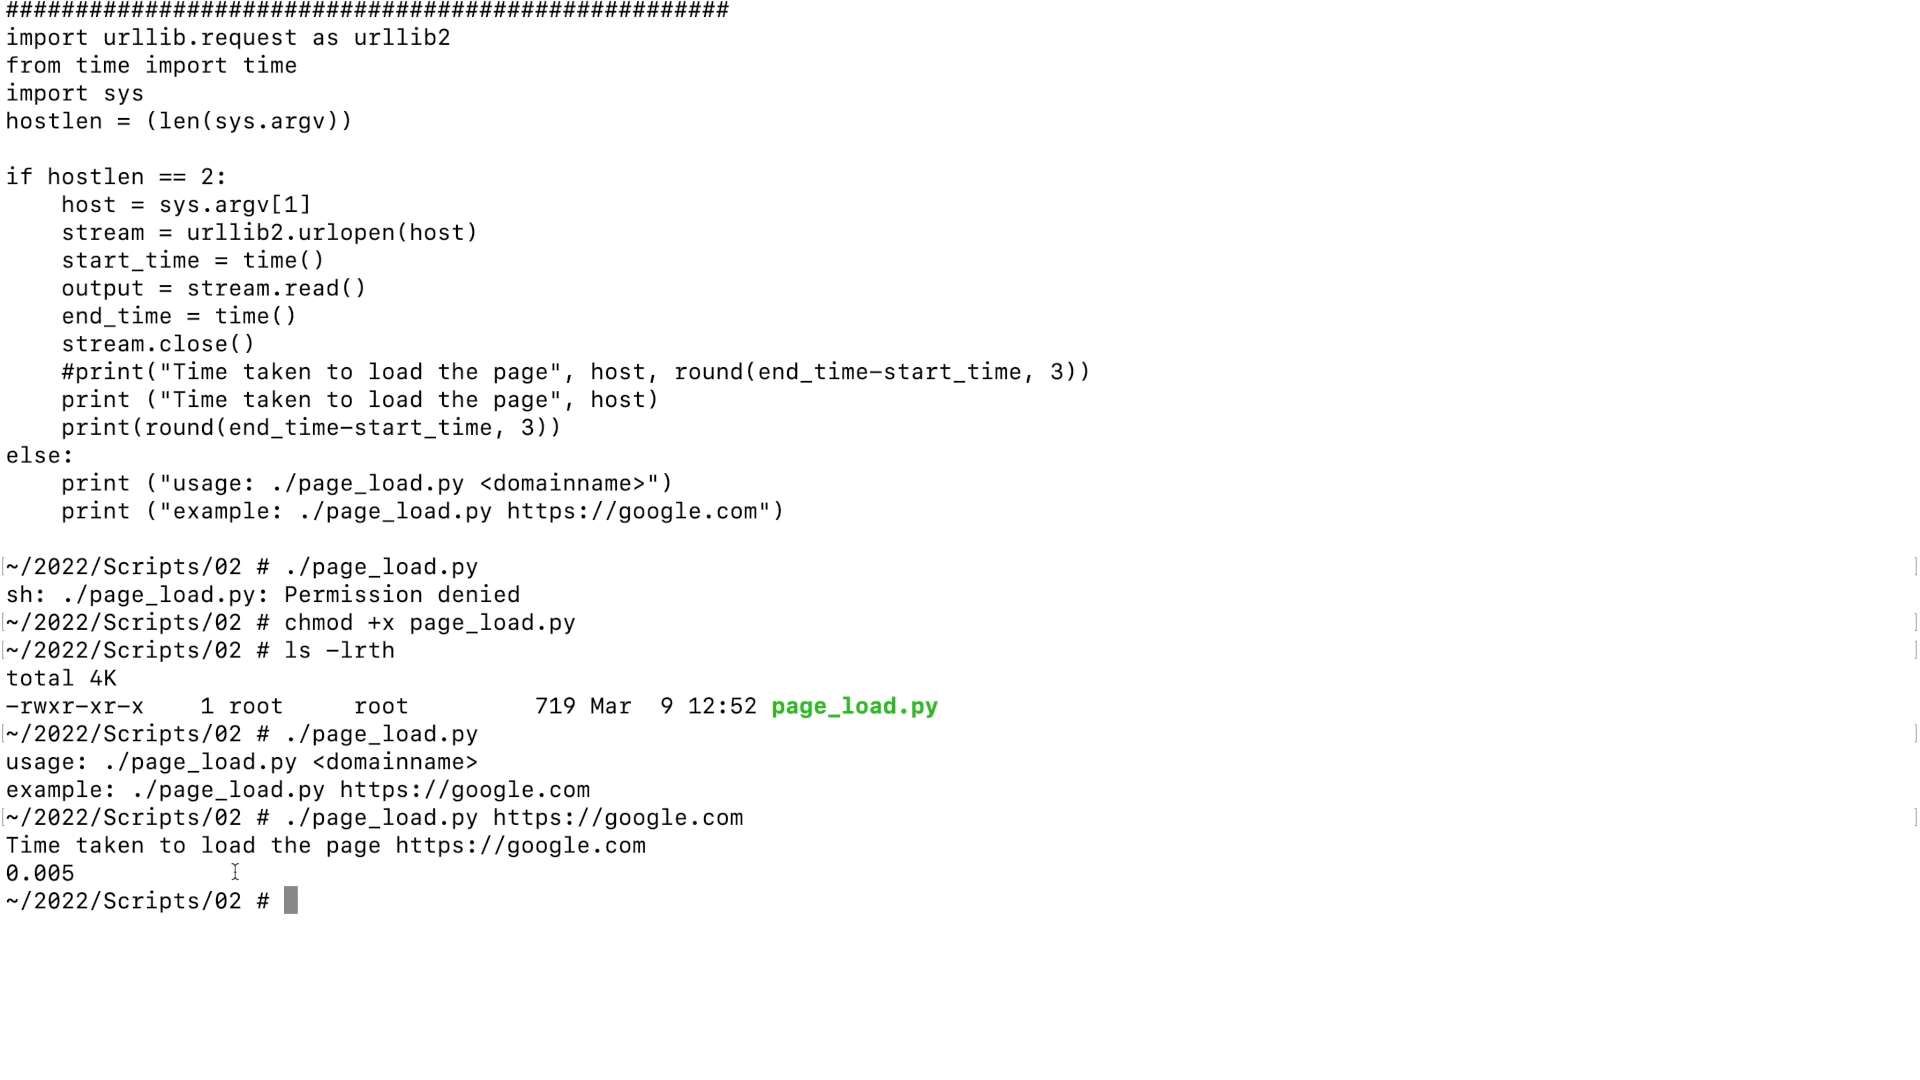 ####################################################
import urllib.request as urllib2
from time import time
import sys
hostlen = (len(sys.argv))
if hostlen == 2:
    host = sys.argv[1]
    stream = urllib2.urlopen(host)
    start_time = time()
    output = stream.read()
    end_time = time()
    stream.close()
    #print("Time taken to load the page", host, round(end_time-start_time, 3))
    print ("Time taken to load the page", host)
    print(round(end_time-start_time, 3))
else:
    print ("usage: ./page_load.py <domainname>")
    print ("example: ./page_load.py https://google.com")
[~/2022/Scripts/02 # ./page_load.py ]
sh: ./page_load.py: Permission denied
[~/2022/Scripts/02 # chmod +x page_load.py ]
[~/2022/Scripts/02 # ls -lrth ]
total 4K
-rwxr-xr-x    1 root     root         719 Mar  9 12:52 page_load.py
[~/2022/Scripts/02 # ./page_load.py ]
usage: ./page_load.py <domainname>
example: ./page_load.py https://google.com
[~/2022/Scripts/02 # ./page_load.py https://google.com ]
Time taken to load the page https://google.com
0.005
~/2022/Scripts/02 #